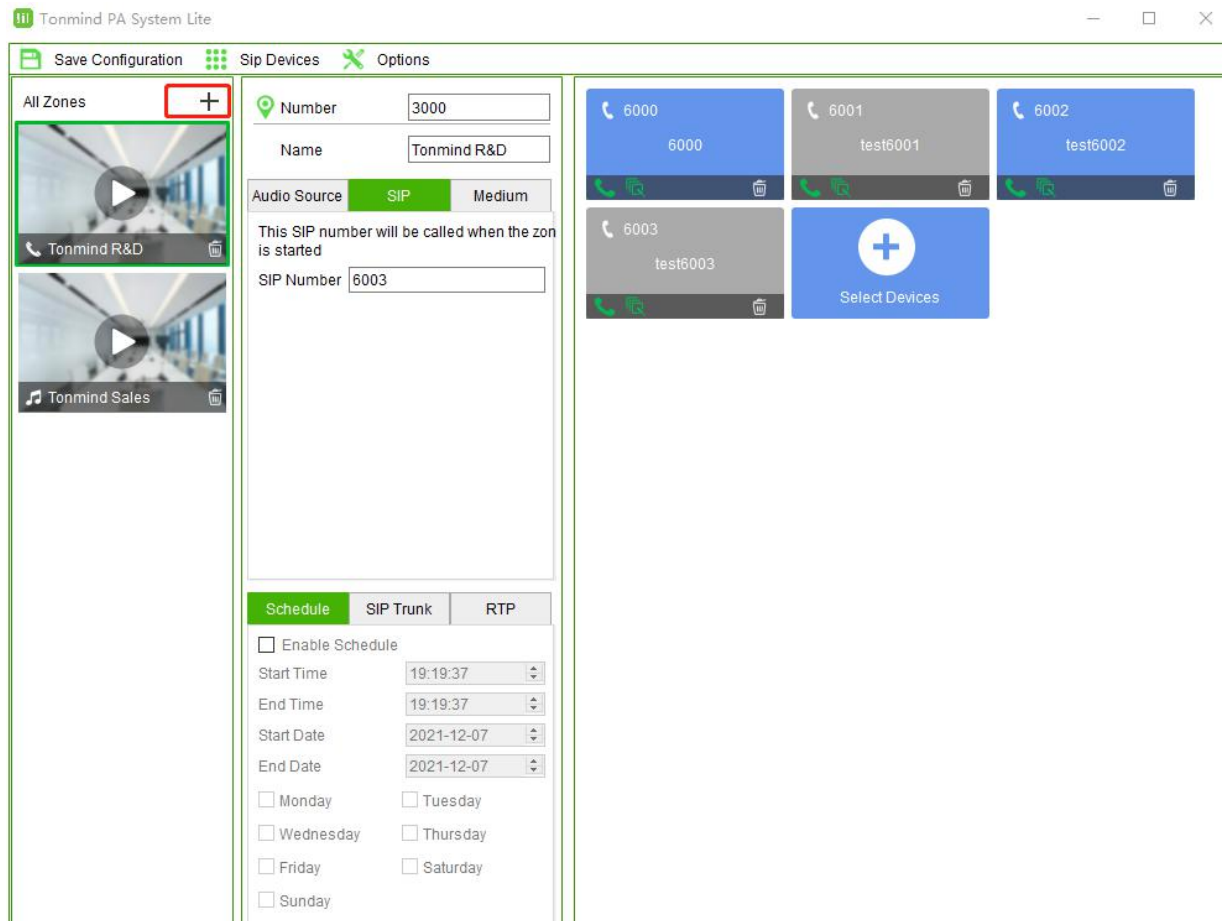 Tonmind PA System Lite
Save Configuration Sip Devices Options
All Zones
Tonmind R&D
Tonmind Sales
Number 3000
Name Tonmind R&D
Audio Source SIP Medium
This SIP number will be called when the zon
is started
SIP Number 6003
Schedule SIP Trunk RTP
Enable Schedule
Start Time 19:19:37
End Time 19:19:37
Start Date 2021-12-07
End Date 2021-12-07
Monday Tuesday
Wednesday Thursday
Friday Saturday
Sunday
6000
6000
6001
test6001
6002
test6002
6003
test6003
Select Devices